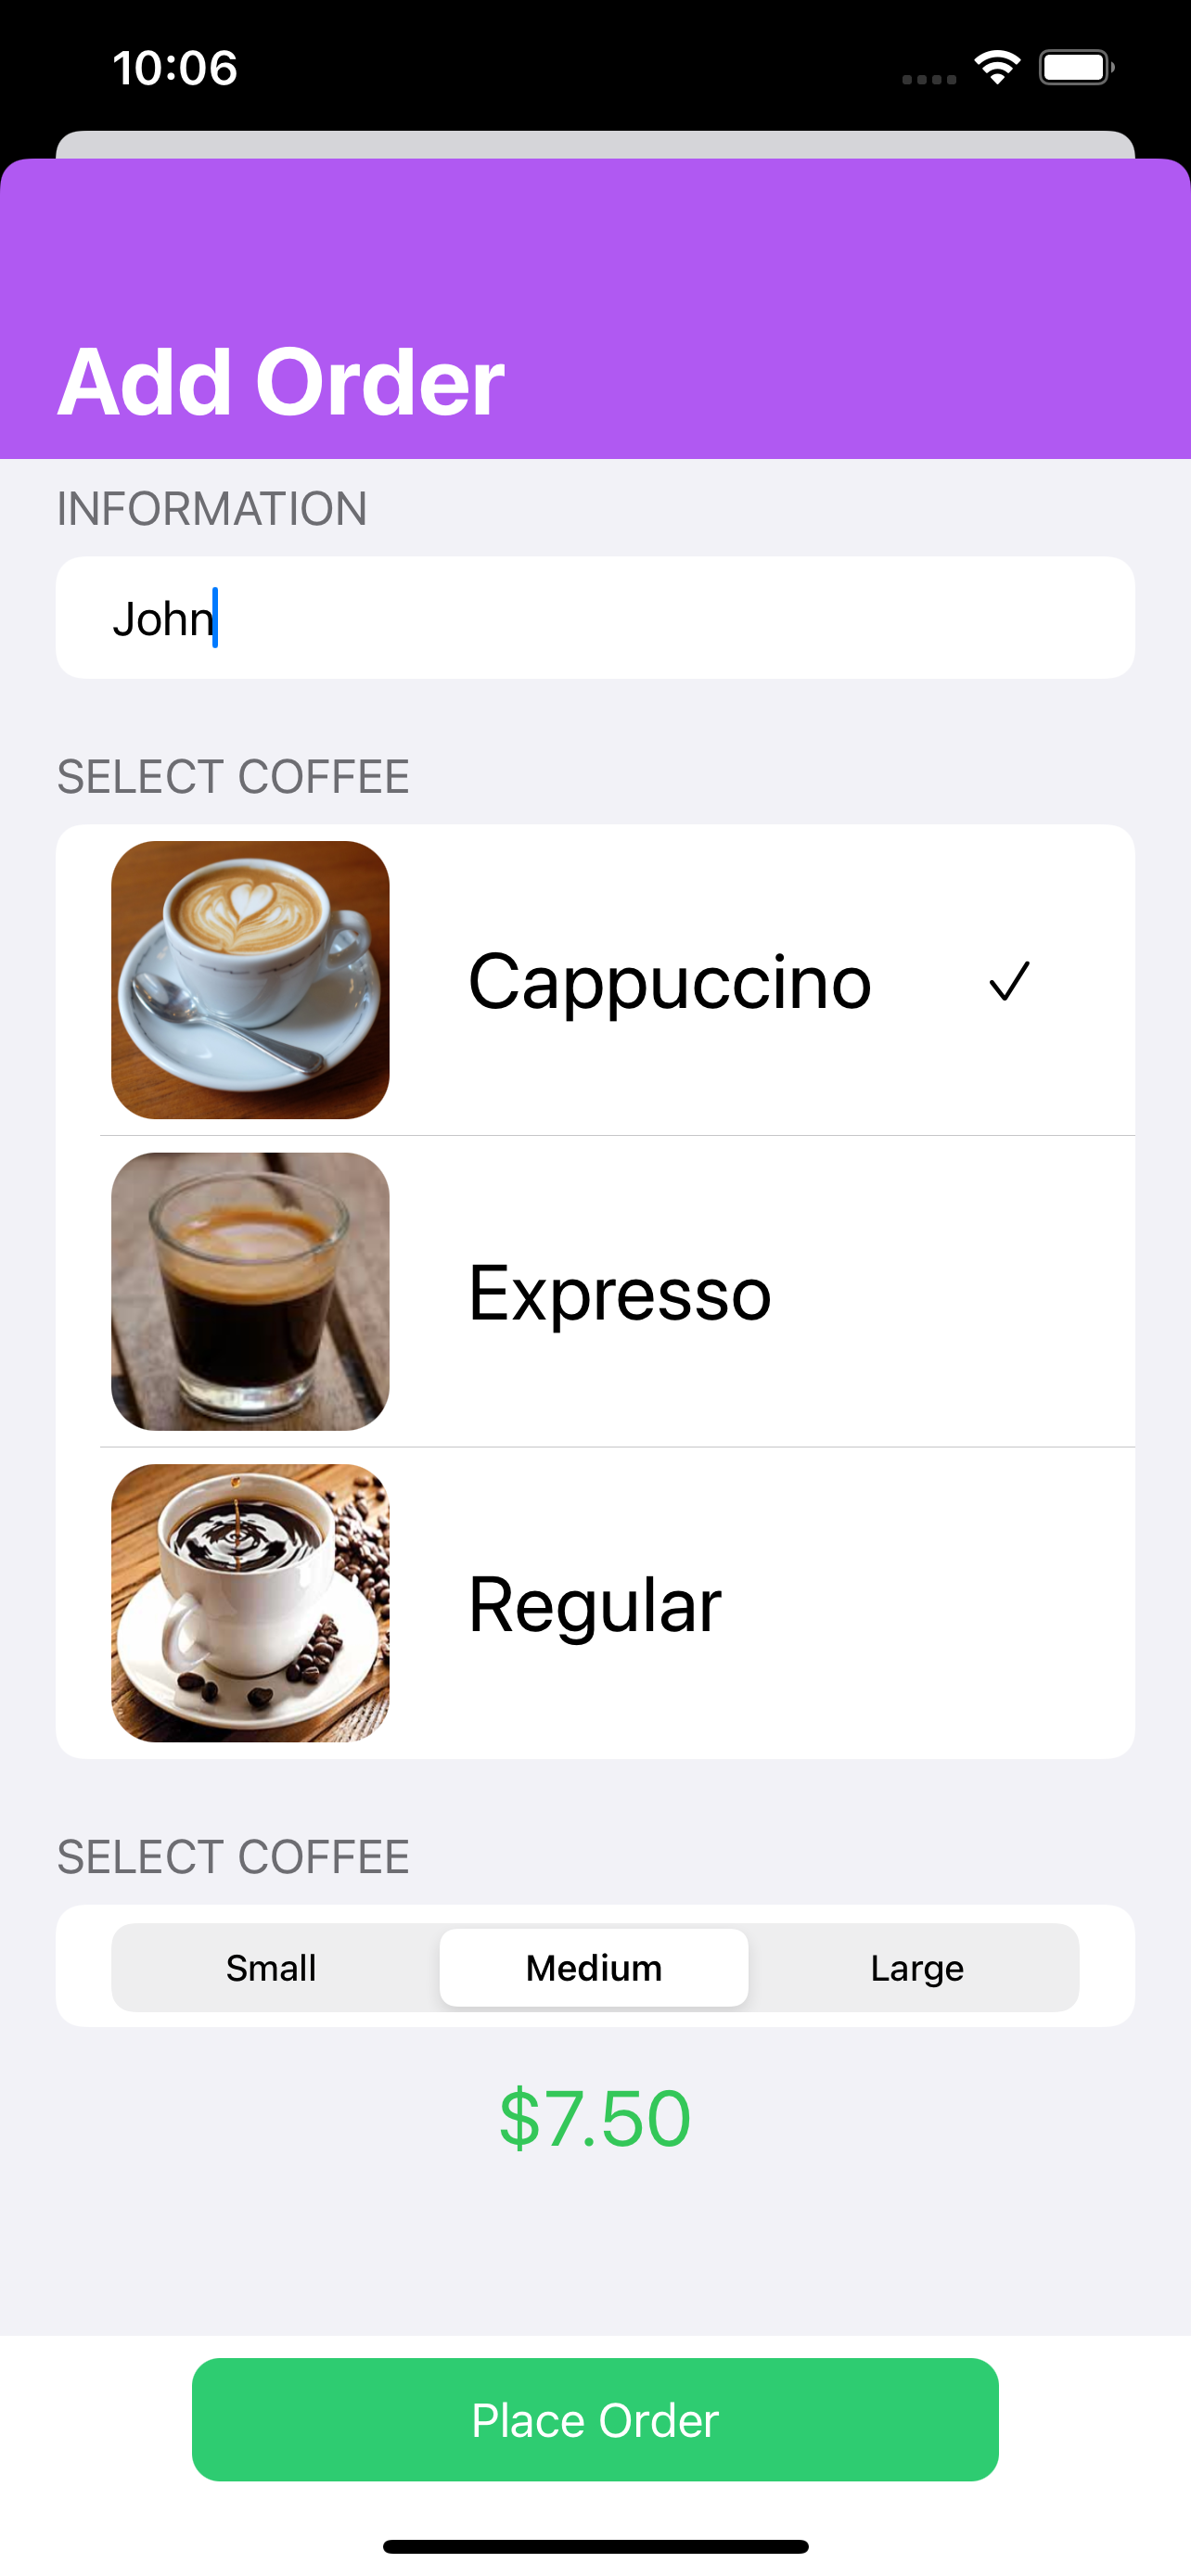 10:06
Add Order
INFORMATION
John
SELECT COFFEE
Cappuccino
Expresso
Regular
SELECT COFFEE
Small Medium Large
$7.50
Place Order